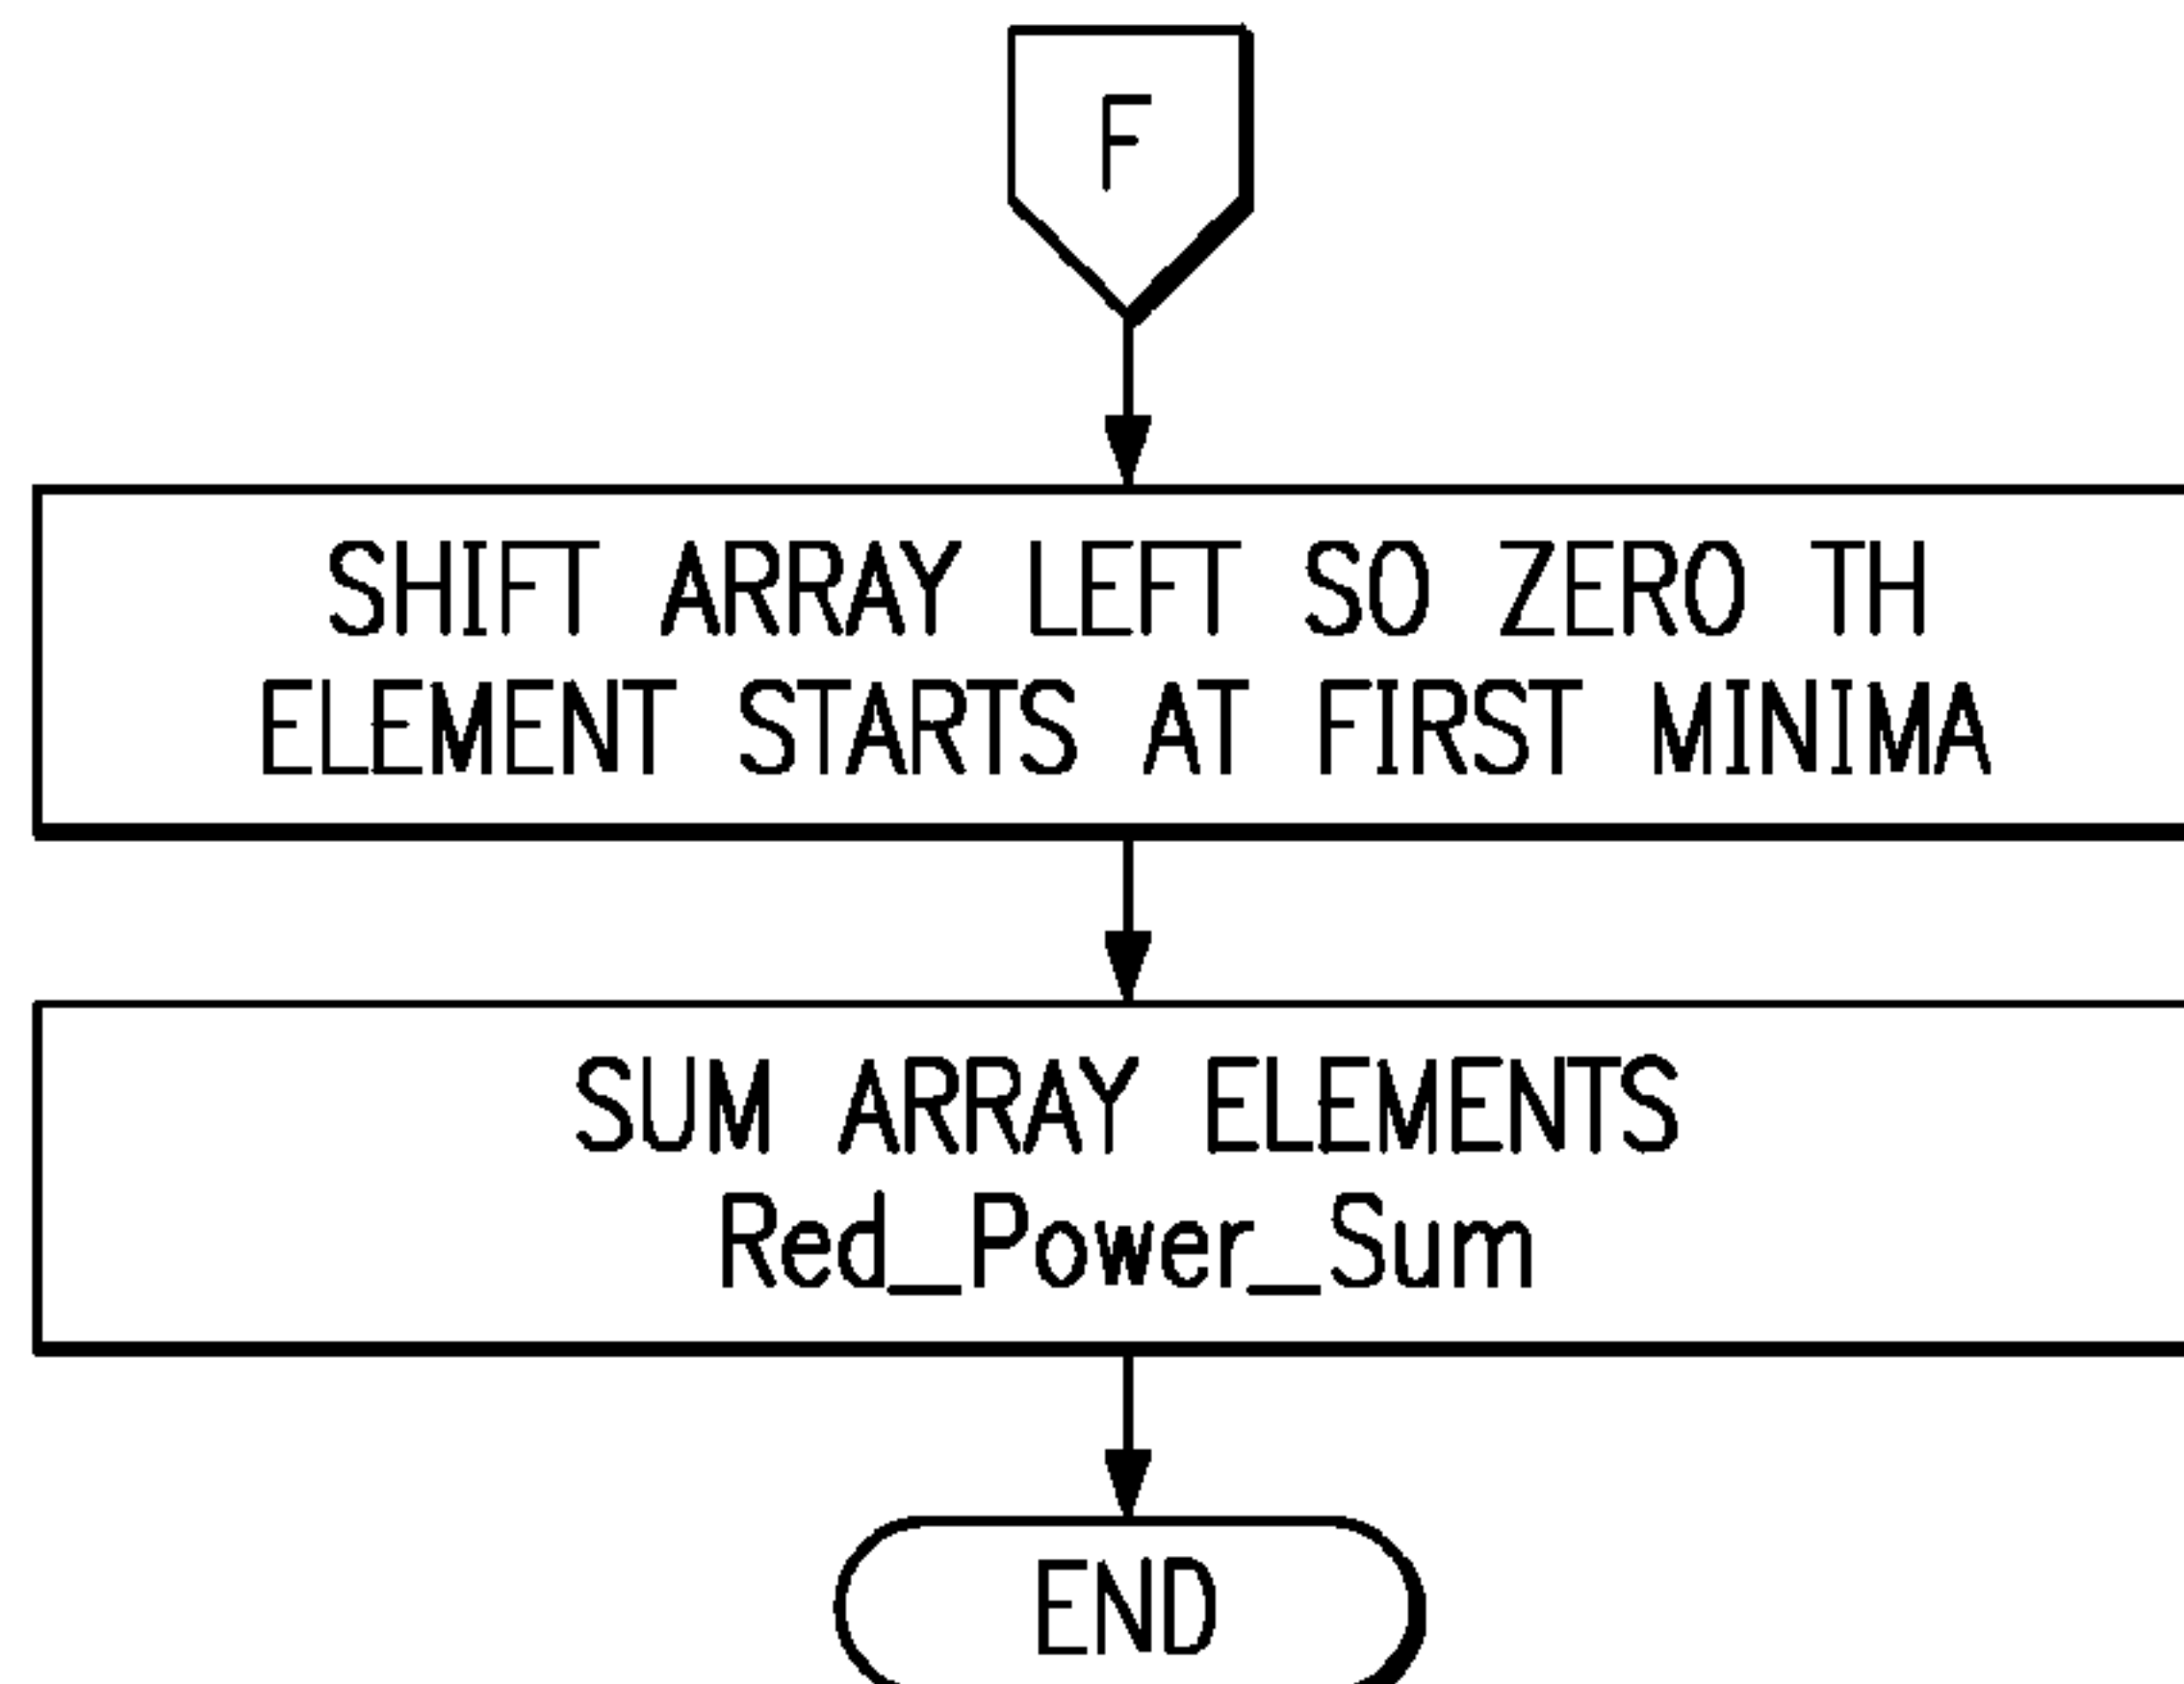 F
SHIFT ARRAY LEFT SO ZERO TH
ELEMENT STARTS AT FIRST MINIMA
SUM ARRAY ELEMENTS
Red_Power_Sum
END